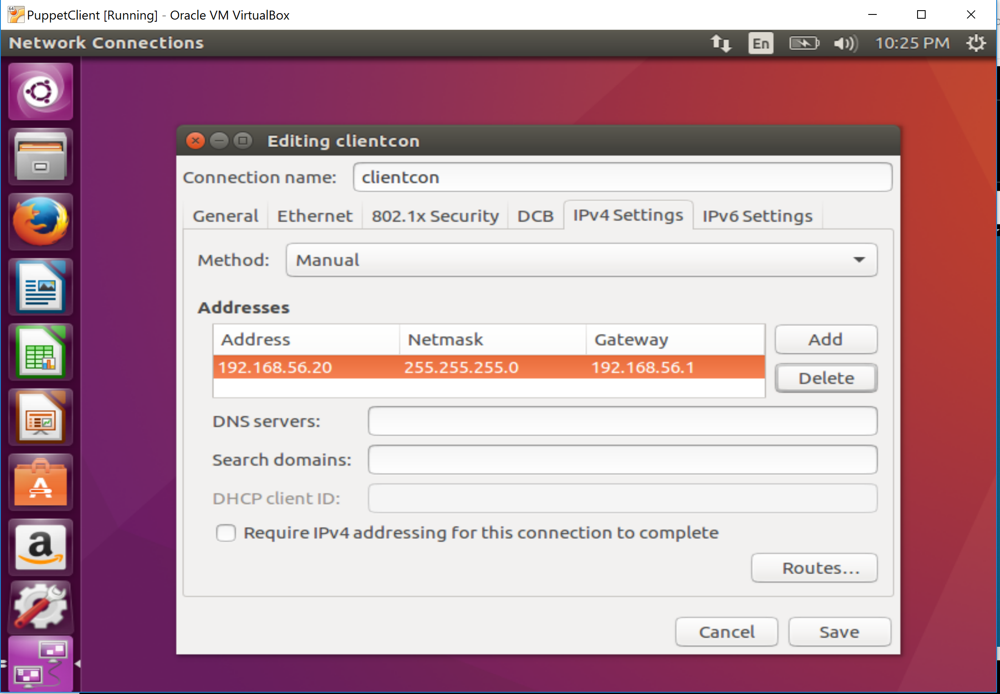 64
PuppetClient [Running] - Oracle VM VirtualBox
Network Connections
En
10:25 PM
Editing clientcon
Connection name: clientcon
General Ethernet 802.1x Security DCB IPv4 Settings IPv6 Settings
Method: Manual
Addresses
Address Netmask Gateway Add
192.168.56.20 255.255.255.0 192.168.56.1
Delete
DNS servers:
Search domains:
DHCP client ID:
Require IPv4 addressing for this connection to complete
Routes...
Cancel Save